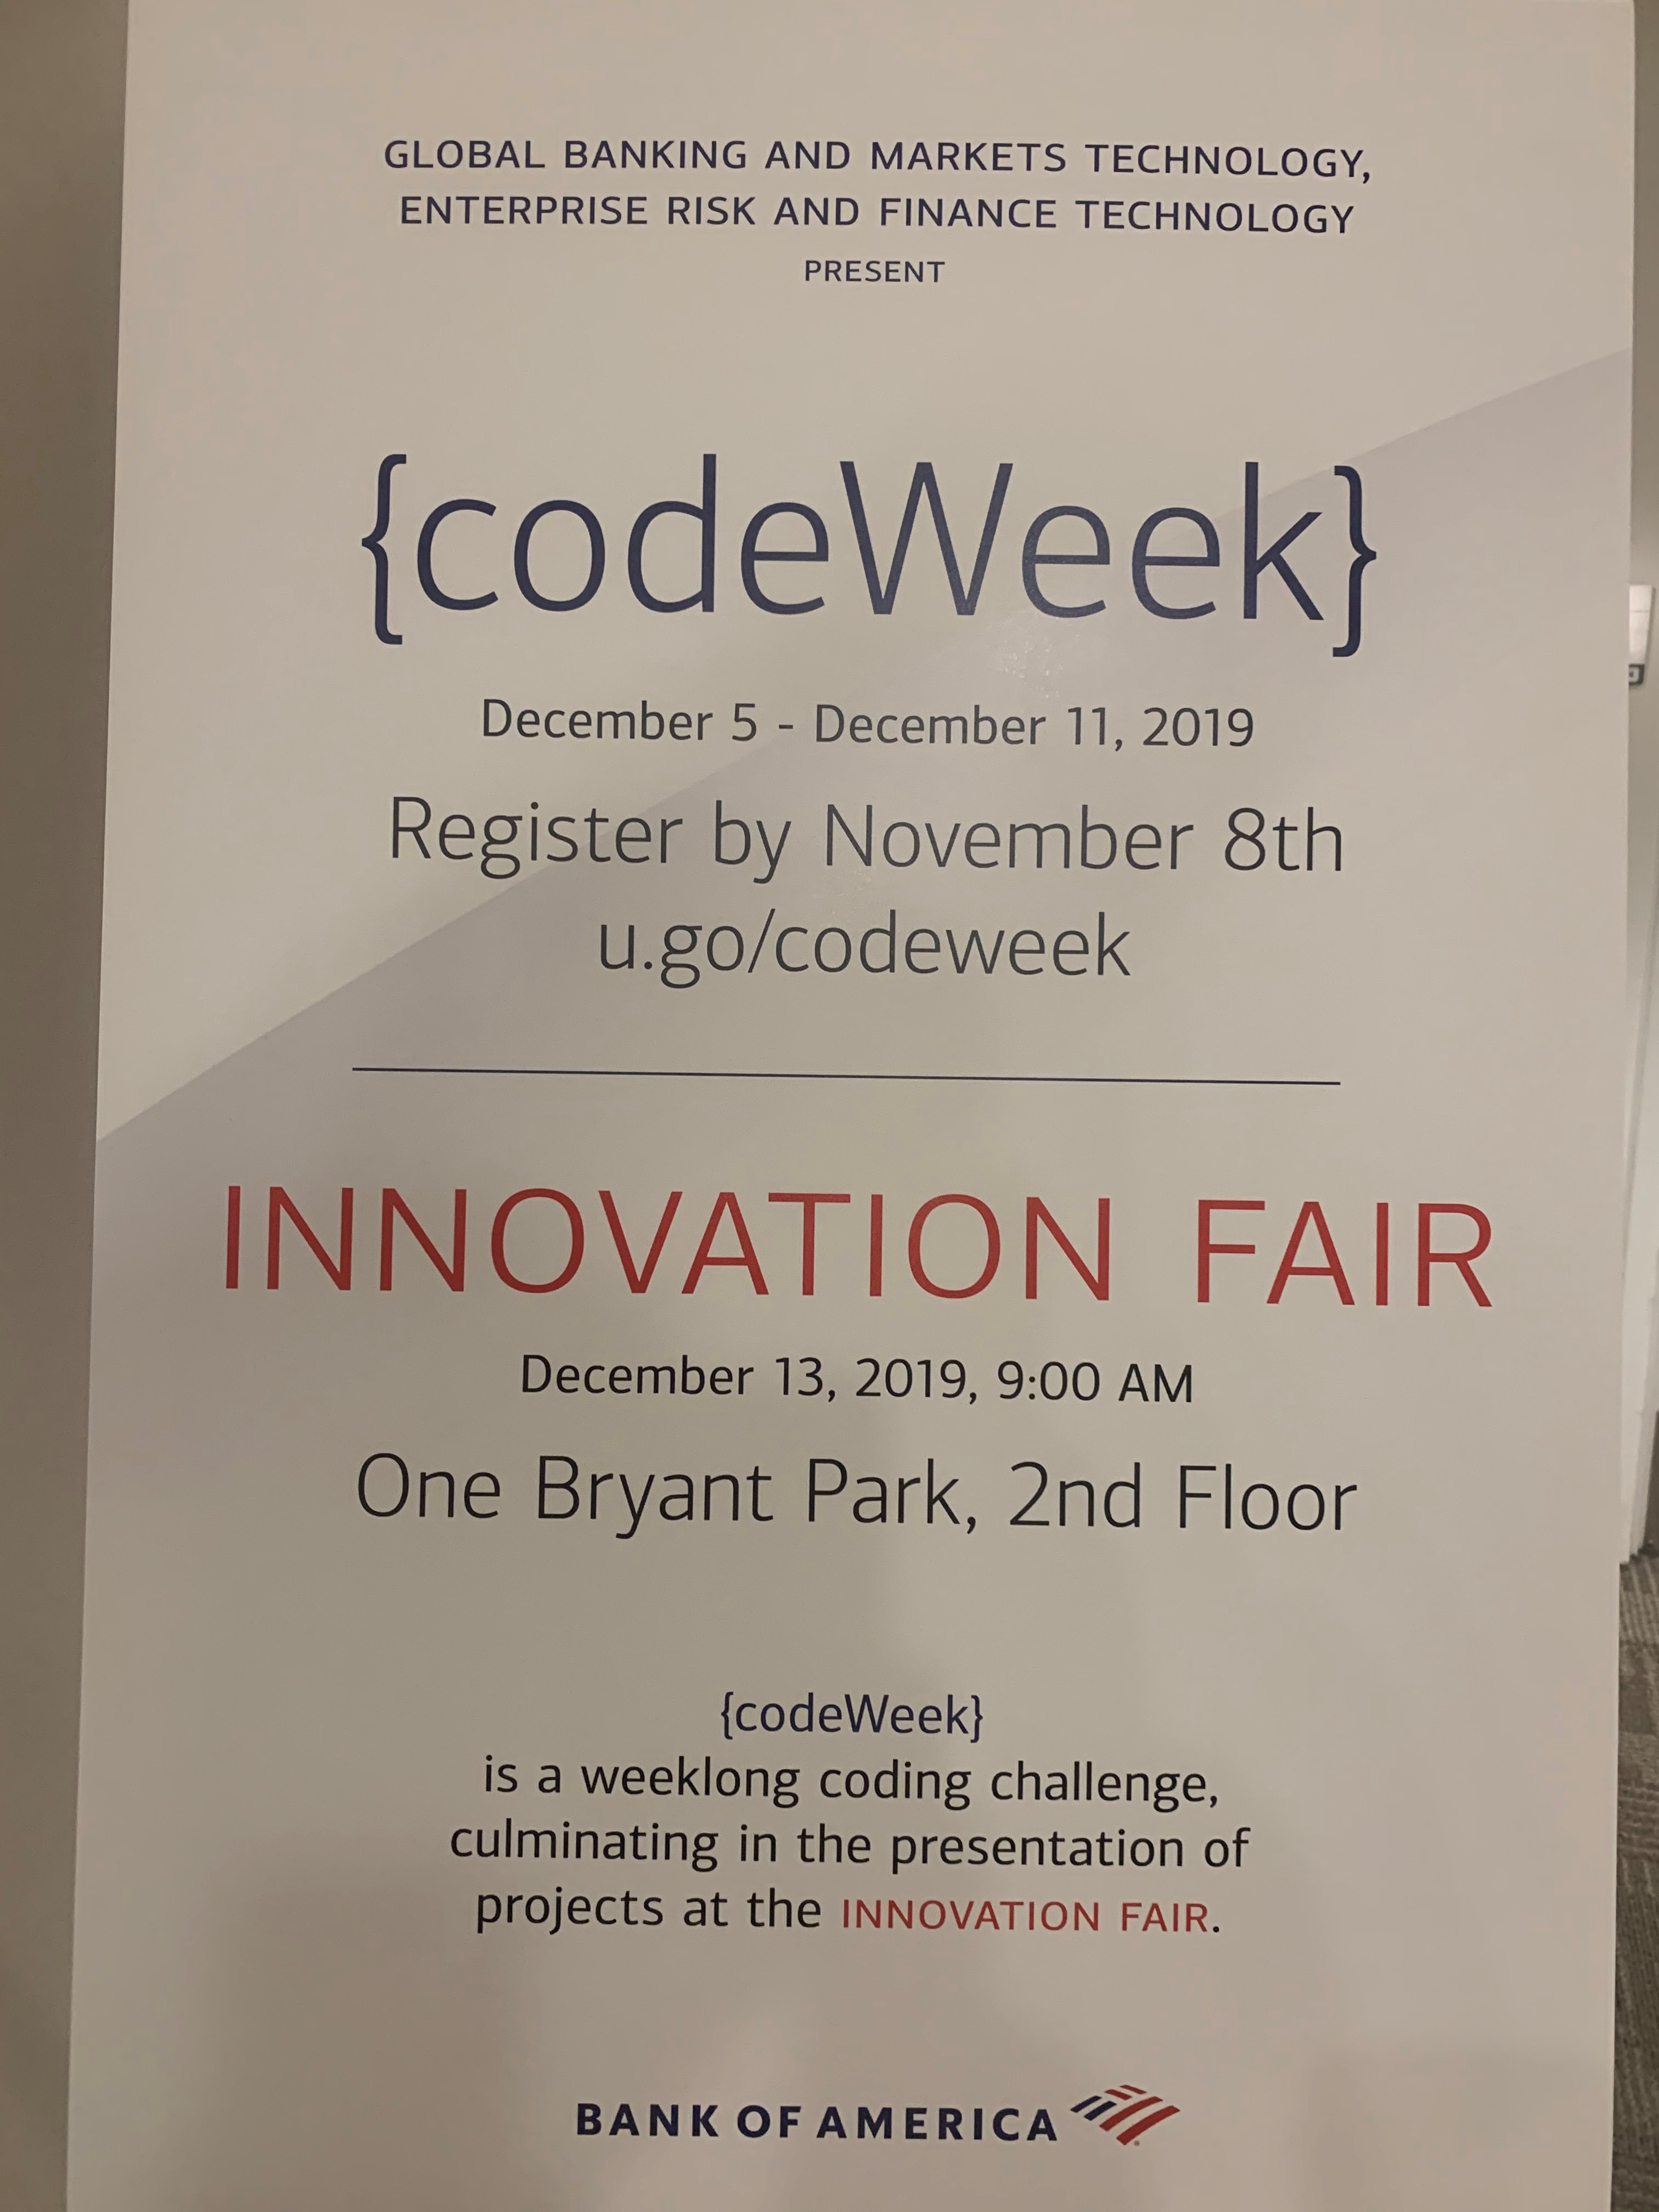 GLOBAL BANKING AND MARKETS TECHNOLOGY,
ENTERPRISE RISK AND FINANCE TECHNOLOGY
PRESENT
{codeWeek}
December 5 - December 11, 2019
Register by November 8th
u.go/codeweek
INNOVATION FAIR
December 13, 2019, 9:00 AM
One Bryant Park, 2nd Floor
{codeWeek}
is a weeklong coding challenge,
culminating in the presentation of
projects at the INNOVATION FAIR.
BANK OF AMERICA